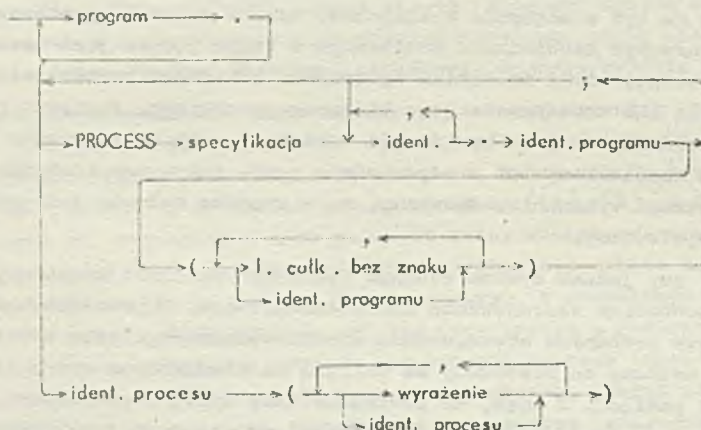 program .
;
,
PROCESS specyfikacja ident. . ident. programu
,
( l. całk. bez znaku )
ident. programu
,
ident. procesu ( wyrażenie )
ident. procesu